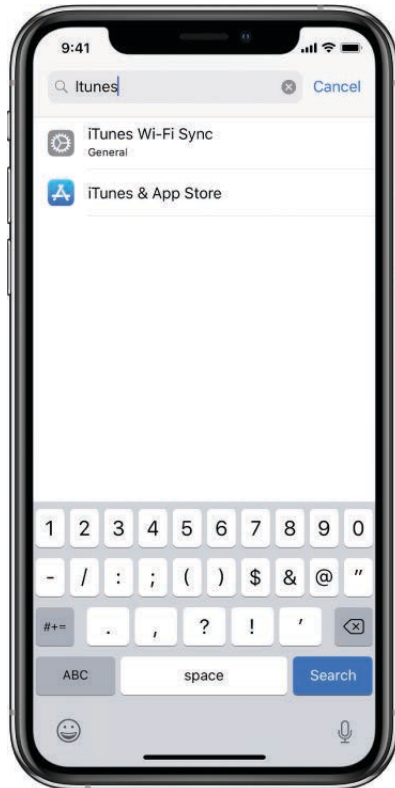 9:41
Itunes
Cancel
iTunes Wi-Fi Sync
General
iTunes & App Store
1 2 3 4 5 6 7 8 9 0
- / : ; ( ) $ & @ "
#+= . , ? ! '
ABC space Search